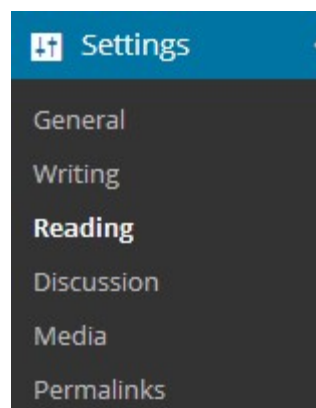 Settings
General
Writing
Reading
Discussion
Media
Permalinks